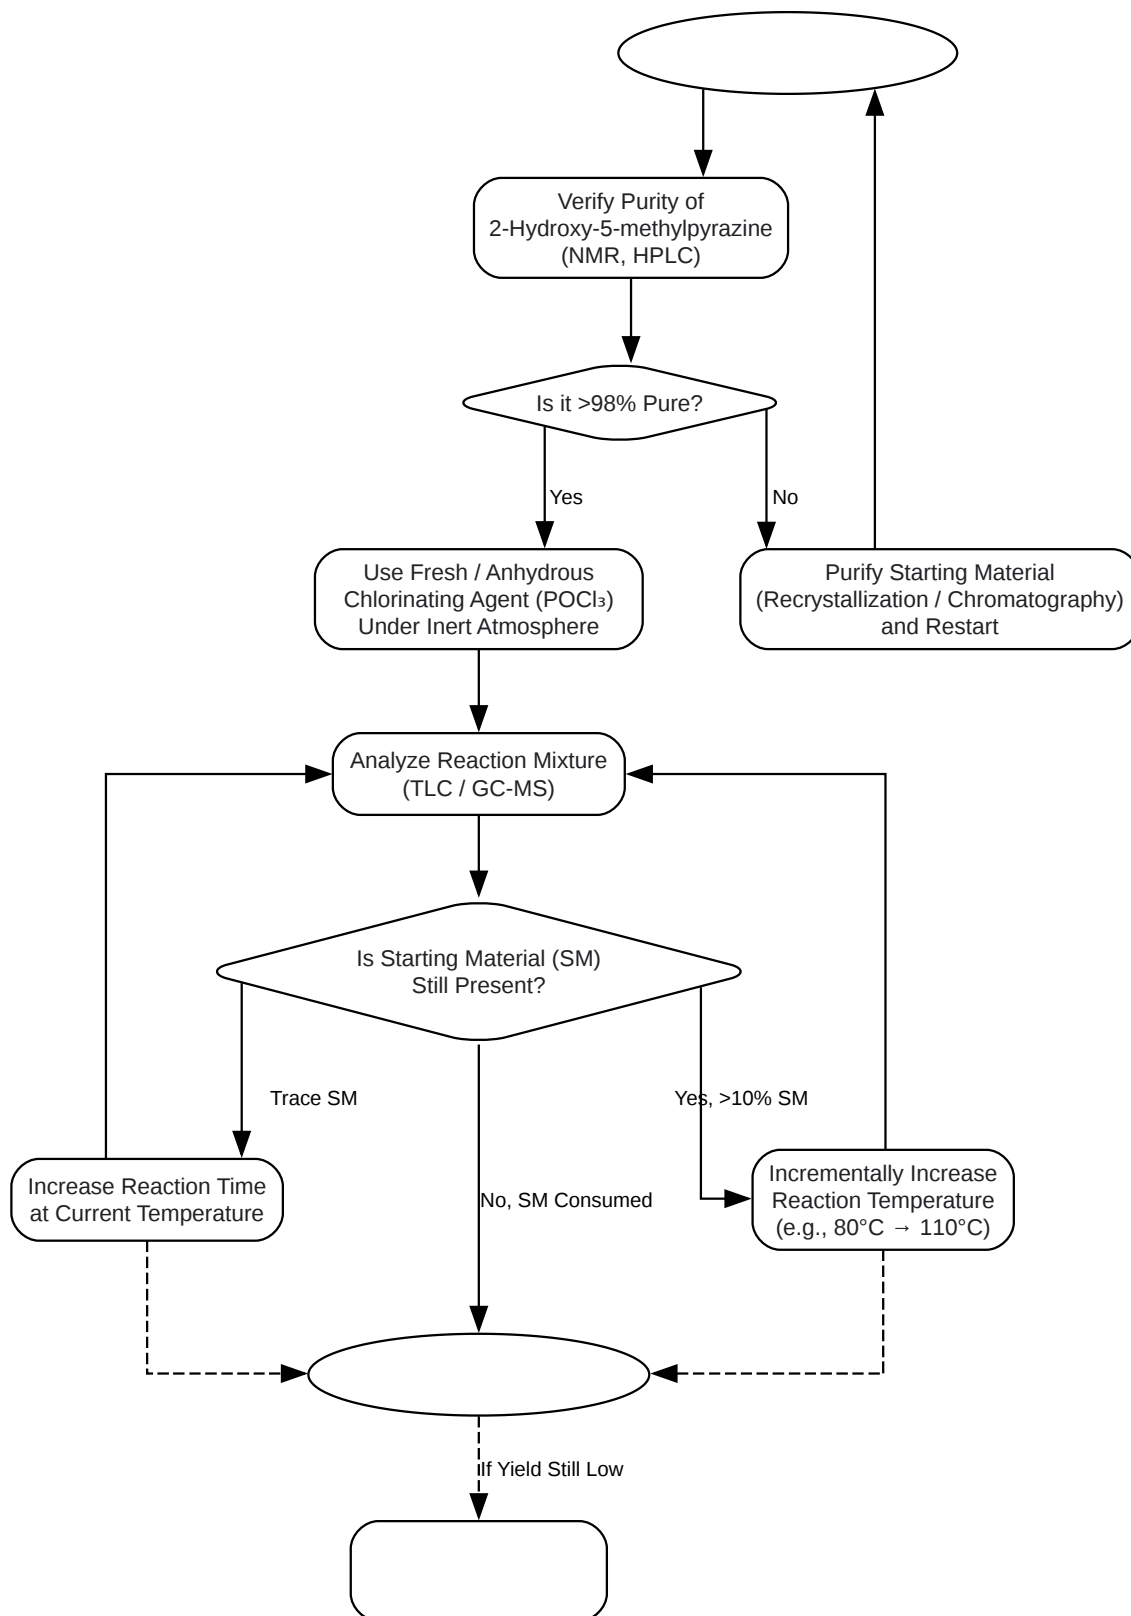 Verify Purity of
2-Hydroxy-5-methylpyrazine
(NMR, HPLC)
Is it >98% Pure?
Yes
No
Use Fresh / Anhydrous
Chlorinating Agent (POCl₃)
Under Inert Atmosphere
Purify Starting Material
(Recrystallization / Chromatography)
and Restart
Analyze Reaction Mixture
(TLC / GC-MS)
Is Starting Material (SM)
Still Present?
Trace SM
Yes, >10% SM
Increase Reaction Time
at Current Temperature
No, SM Consumed
Incrementally Increase
Reaction Temperature
(e.g., 80°C → 110°C)
If Yield Still Low